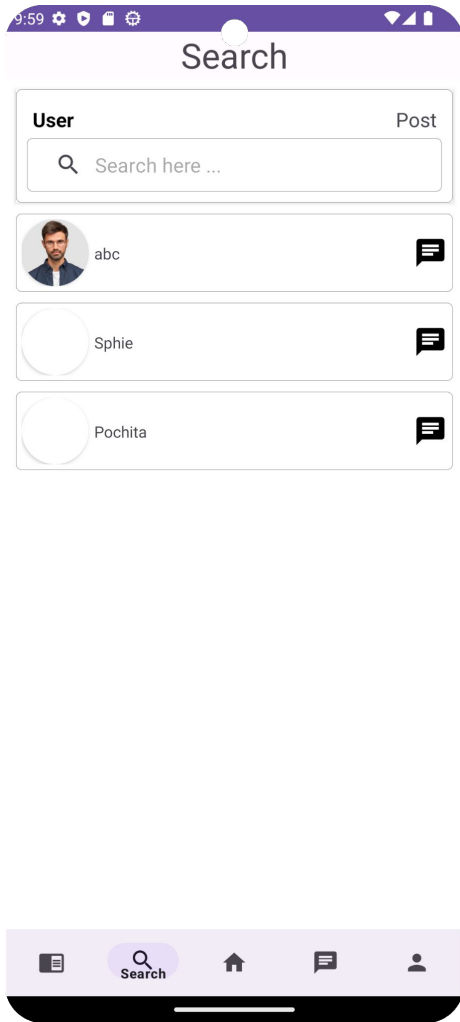 9:59
Search
User Post
Search here ...
abc
Sphie
Pochita
Search